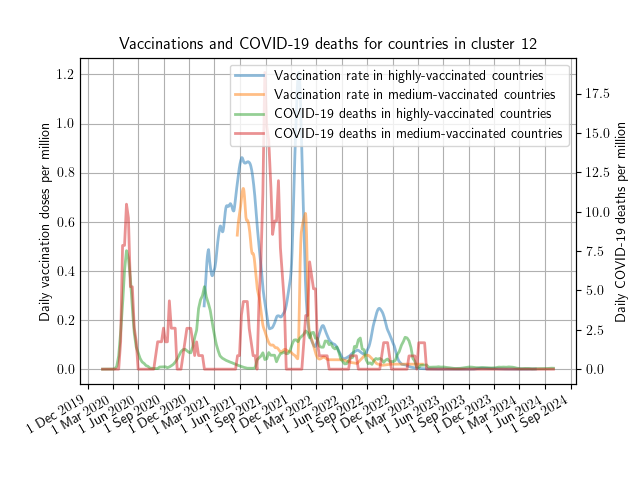 Vaccinations and COVID-19 deaths for countries in cluster 12
Vaccination rate in highly-vaccinated countries
Vaccination rate in medium-vaccinated countries
COVID-19 deaths in highly-vaccinated countries
COVID-19 deaths in medium-vaccinated countries
Daily vaccination doses per million
1.2
1.0
0.8
0.6
0.4
0.2
0.0
Daily COVID-19 deaths per million
17.5
15.0
12.5
10.0
7.5
5.0
2.5
0.0
1 Dec 2019
1 Mar 2020
1 Jun 2020
1 Sep 2020
1 Dec 2020
1 Mar 2021
1 Jun 2021
1 Sep 2021
1 Dec 2021
1 Mar 2022
1 Jun 2022
1 Sep 2022
1 Dec 2022
1 Mar 2023
1 Jun 2023
1 Sep 2023
1 Dec 2023
1 Mar 2024
1 Jun 2024
1 Sep 2024